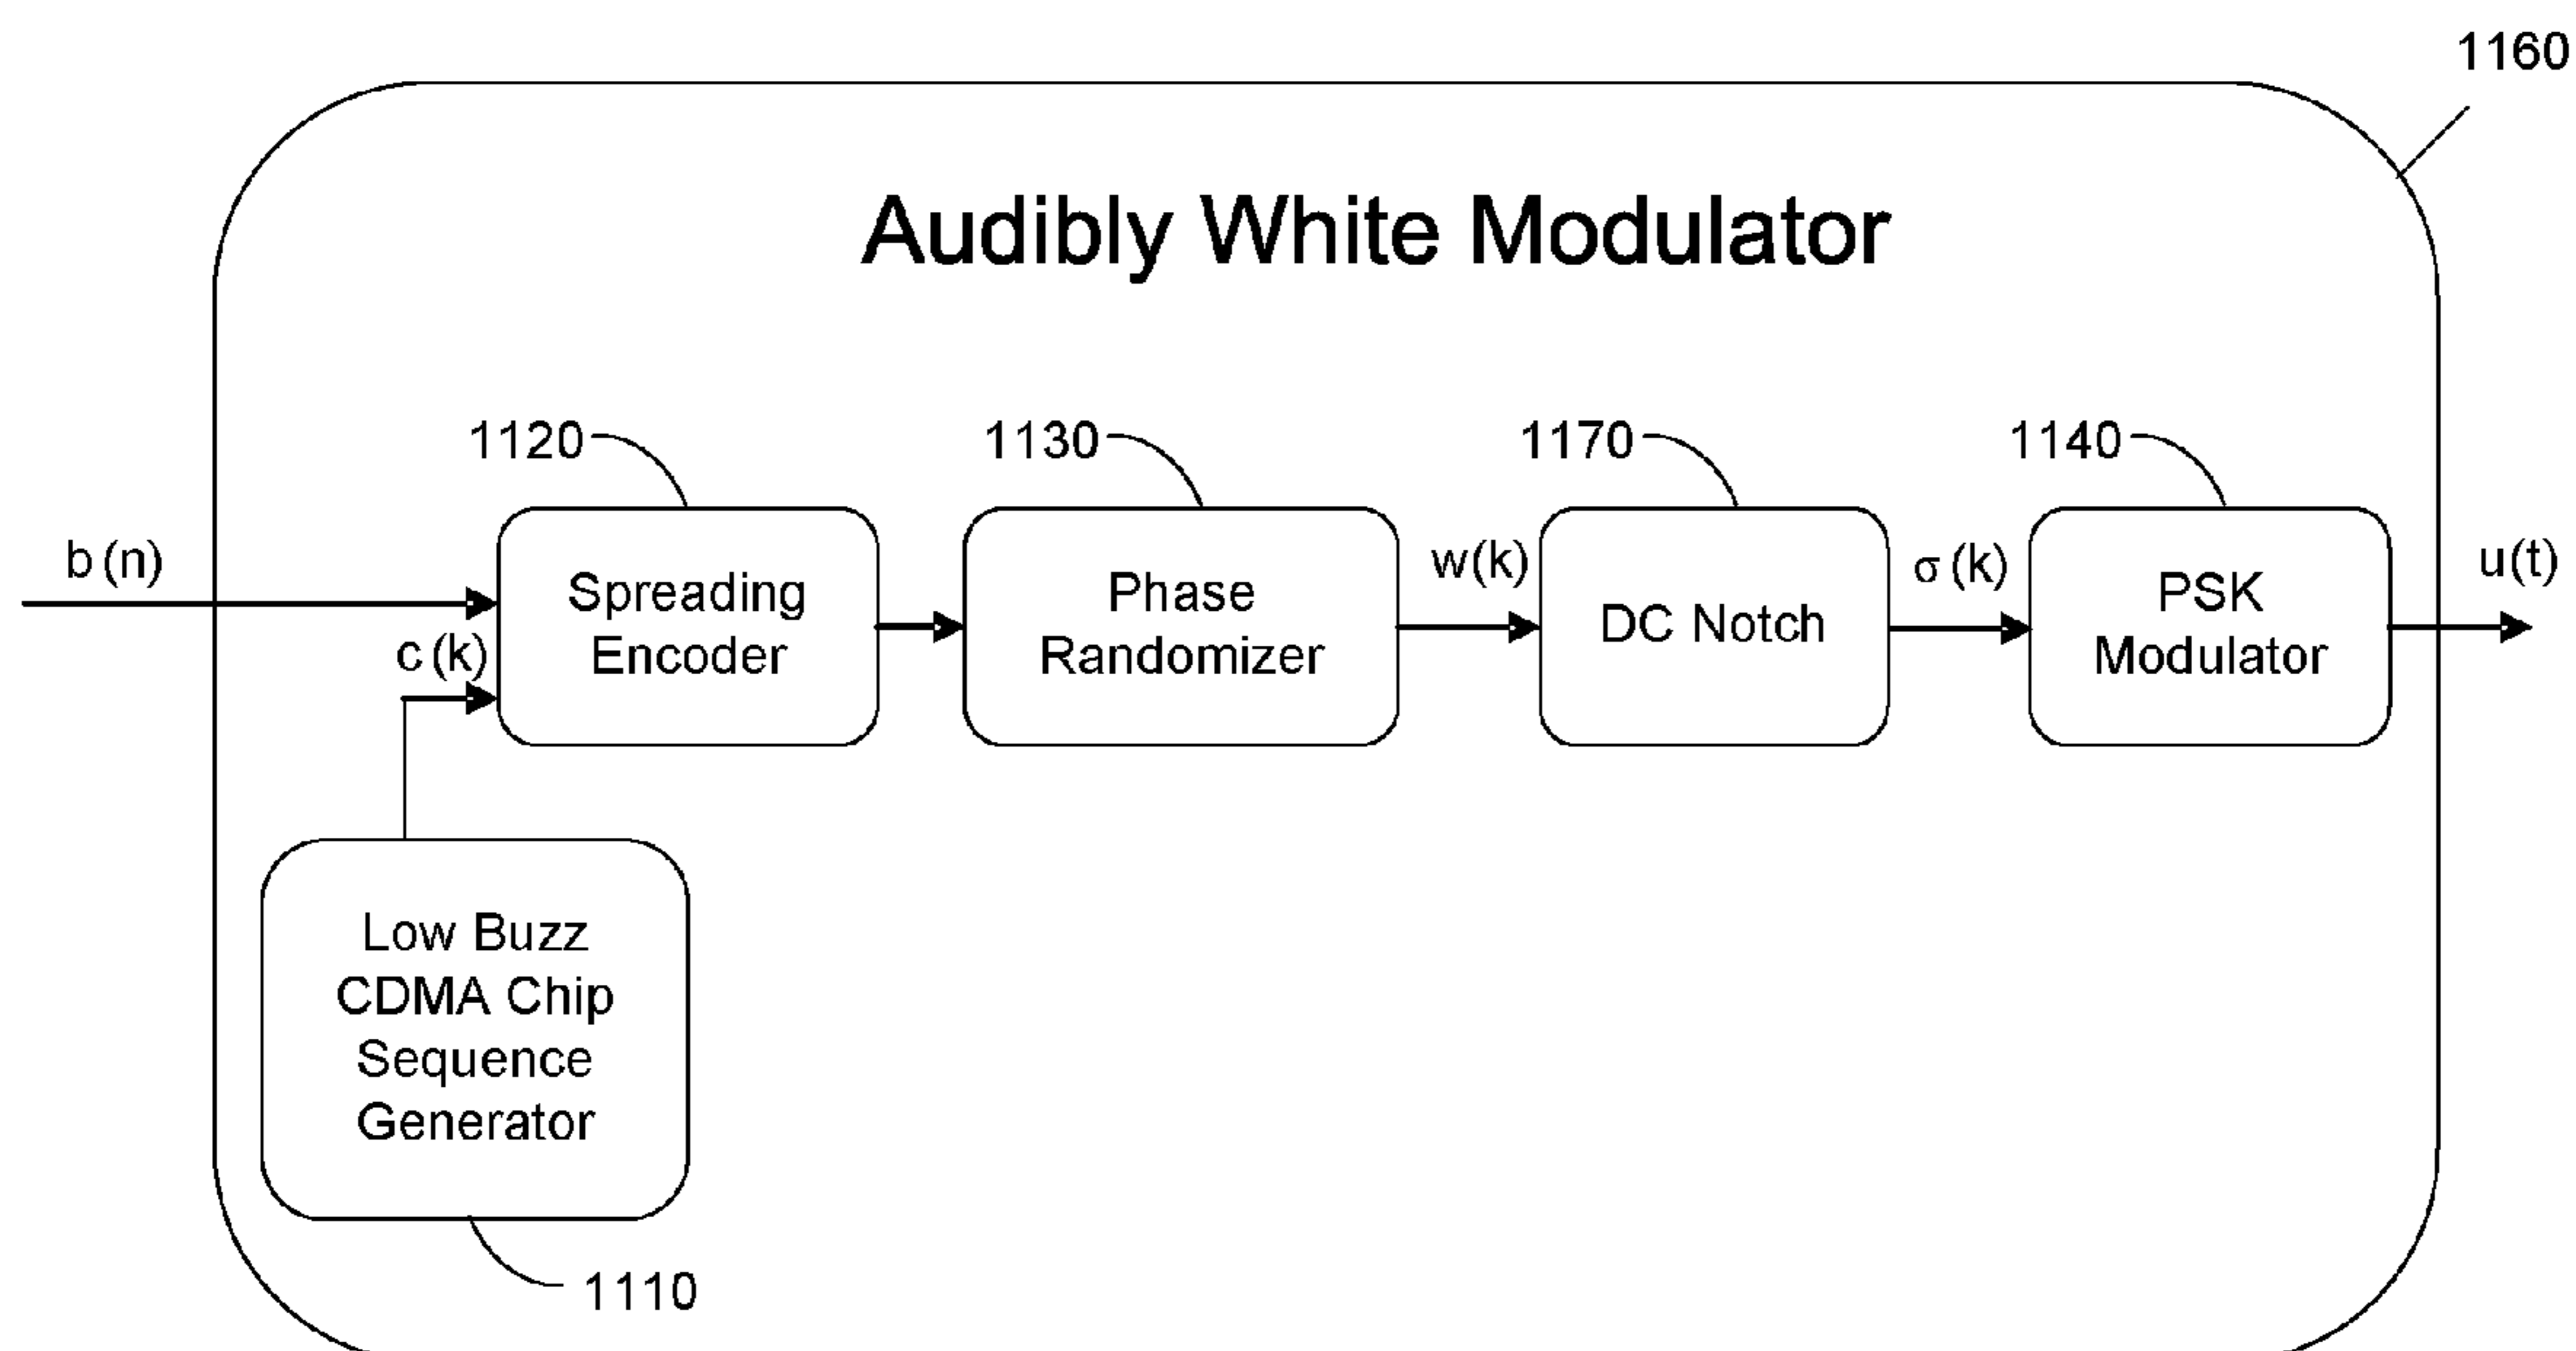 1160
Audibly White Modulator
1120
1130
1170
1140
b (n)
c (k)
Spreading
Encoder
Phase
Randomizer
w(k)
DC Notch
σ (k)
PSK
Modulator
u(t)
Low Buzz
CDMA Chip
Sequence
Generator
1110